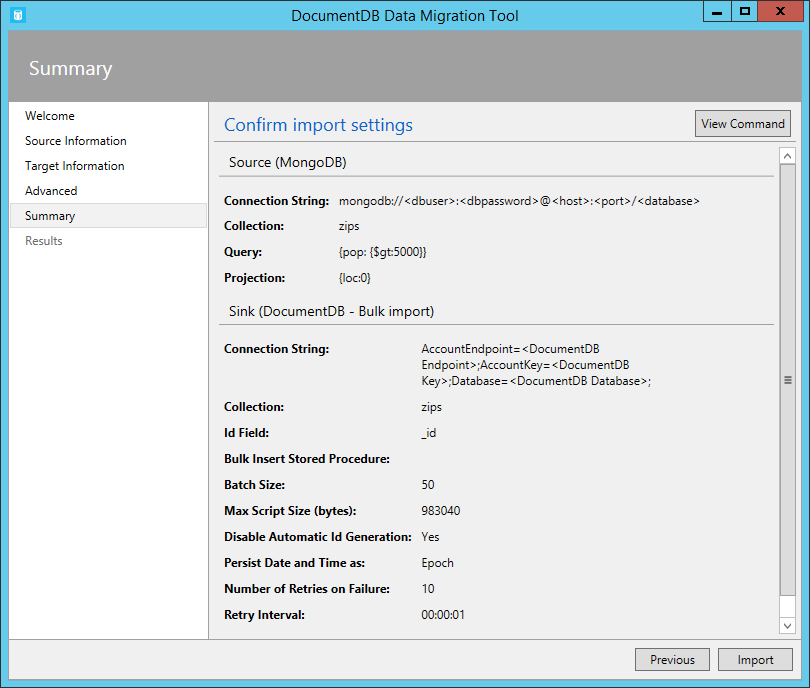 DocumentDB Data Migration Tool
Summary
Welcome
Source Information
Target Information
Advanced
Summary
Results
Confirm import settings
View Command
Source (MongoDB)
Connection String: mongodb://<dbuser>:<dbpassword>@<host>:<port>/<database>
Collection: zips
Query: {pop: {$gt:5000}}
Projection: {loc:0}
Sink (DocumentDB - Bulk import)
Connection String: AccountEndpoint=<DocumentDB
Endpoint>;AccountKey=<DocumentDB
Key>;Database=<DocumentDB Database>;
Collection: zips
Id Field: _id
Bulk Insert Stored Procedure:
Batch Size: 50
Max Script Size (bytes): 983040
Disable Automatic Id Generation: Yes
Persist Date and Time as: Epoch
Number of Retries on Failure: 10
Retry Interval: 00:00:01
Previous
Import